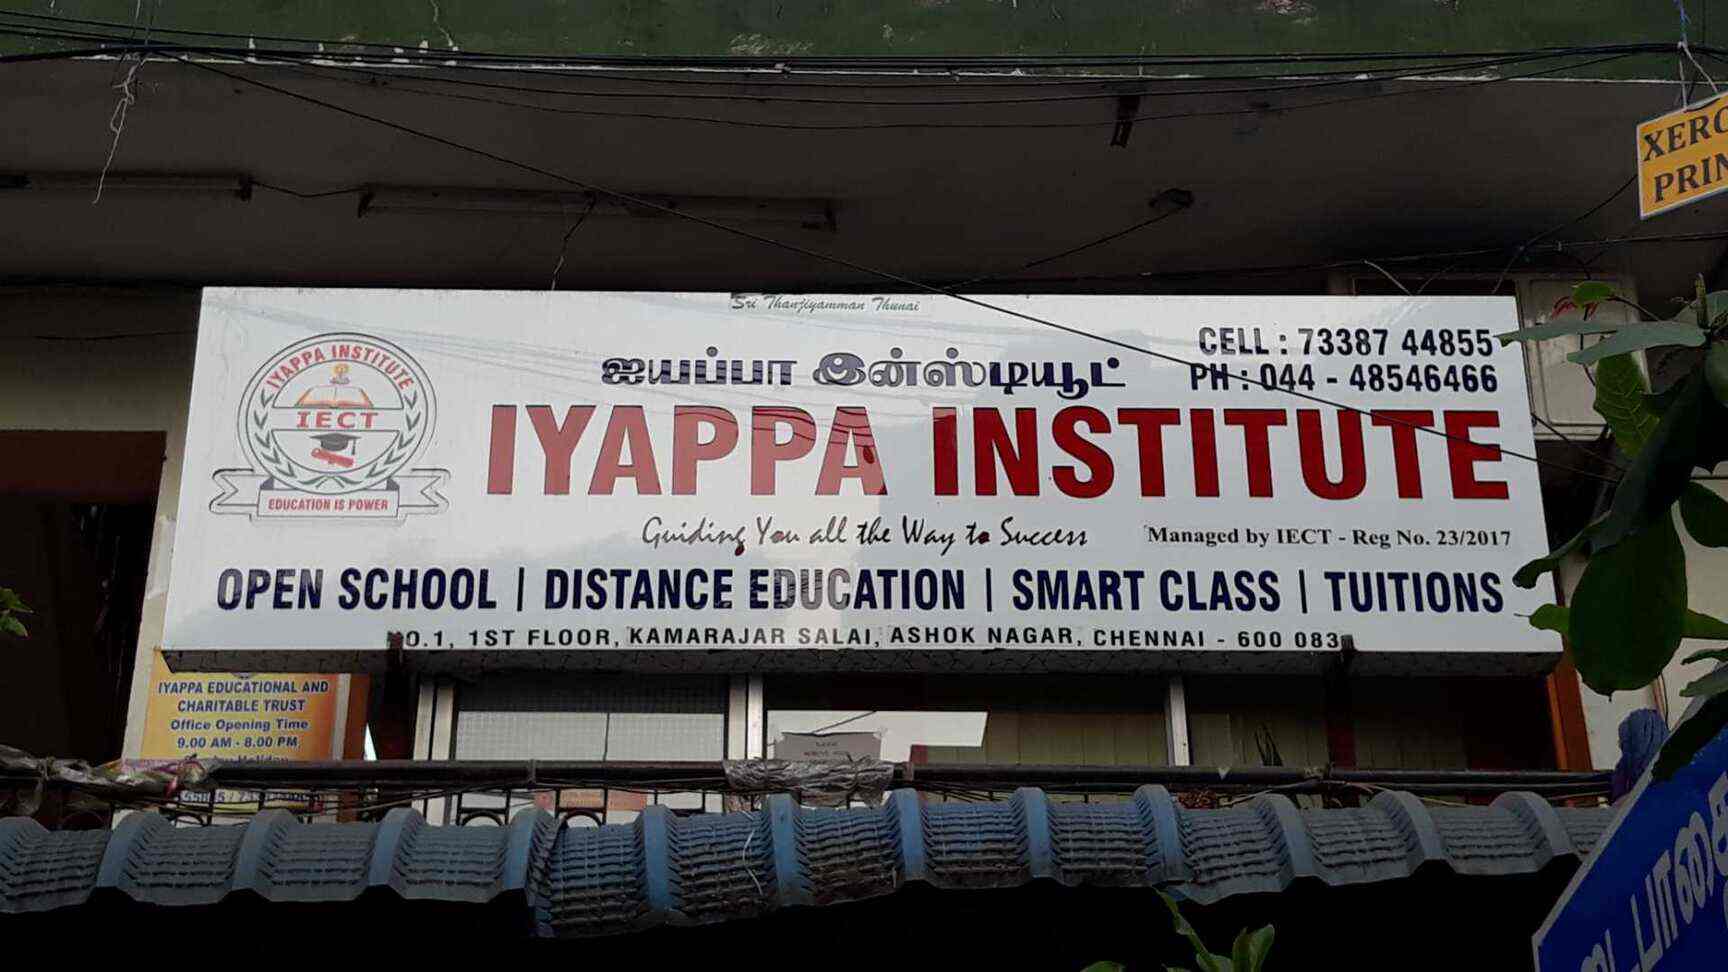 Sri Thanjiyamman Thunai
IYAPPA INSTITUTE
IECT
EDUCATION IS POWER
ஐயப்பா இன்ஸ்டியூட்
CELL : 73387 44855
PH : 044 - 48546466
IYAPPA INSTITUTE
Guiding You all the Way to Success
Managed by IECT - Reg No. 23/2017
OPEN SCHOOL | DISTANCE EDUCATION | SMART CLASS | TUITIONS
NO.1, 1ST FLOOR, KAMARAJAR SALAI, ASHOK NAGAR, CHENNAI - 600 083
IYAPPA EDUCATIONAL AND
CHARITABLE TRUST
Office Opening Time
9.00 AM - 8.00 PM
Holiday
XERO
PRIN